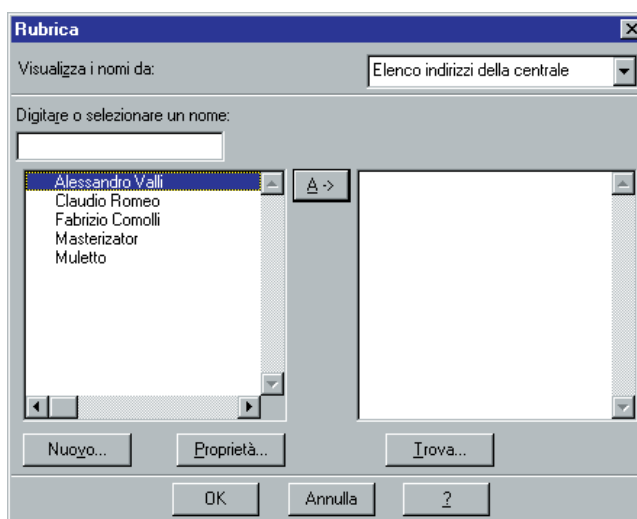 Rubrica
Visualizza i nomi da:
Elenco indirizzi della centrale
Digitare o selezionare un nome:
Alessandro Valli
A ->
Claudio Romeo
Fabrizio Comolli
Masterizator
Muletto
Nuovo...
Proprietà...
Trova...
OK
Annulla
?